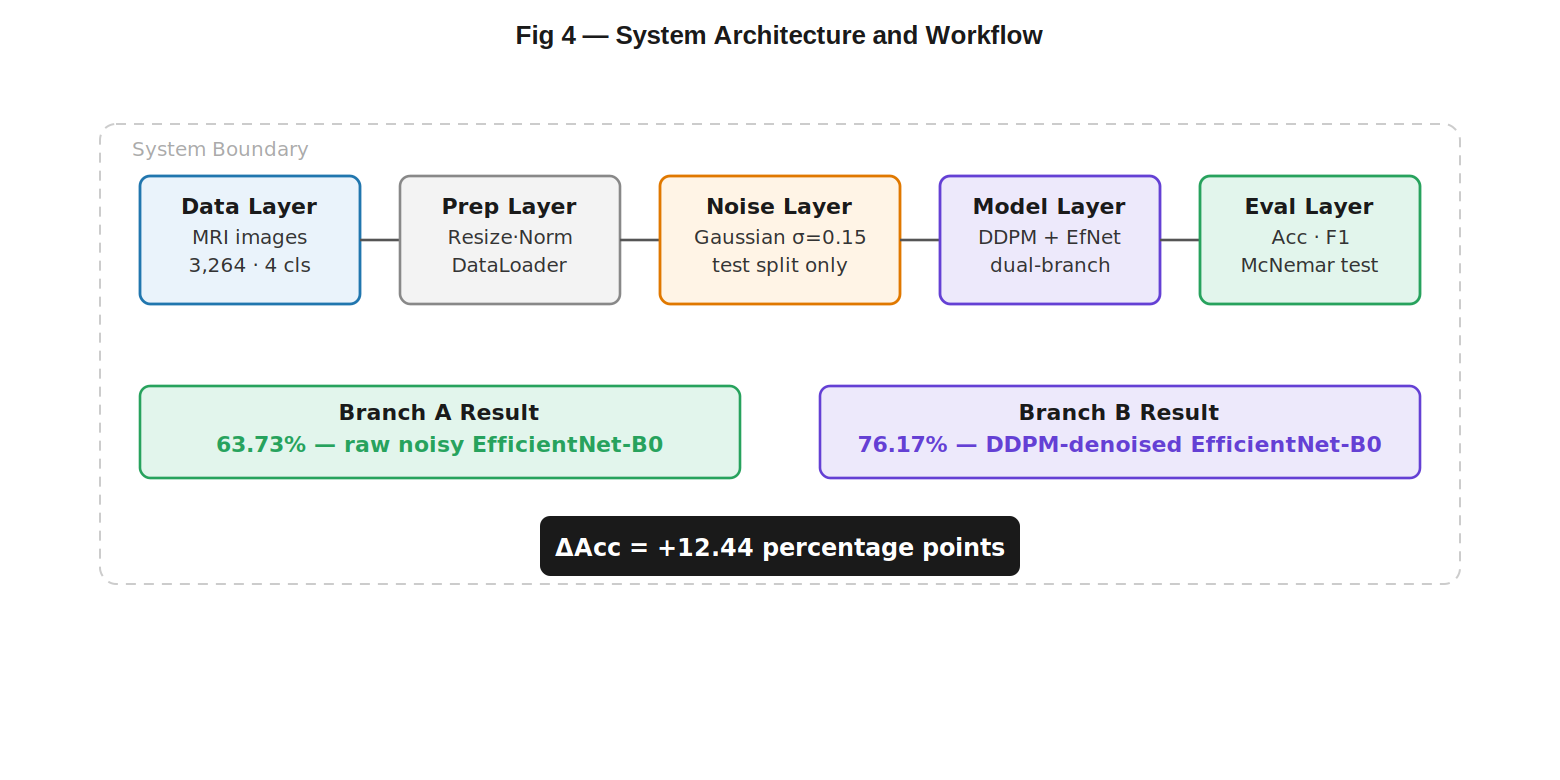 Fig 4 — System Architecture and Workflow
System Boundary
Data Layer
MRI images
3,264 · 4 cls
Prep Layer
Resize·Norm
DataLoader
Noise Layer
Gaussian σ=0.15
test split only
Model Layer
DDPM + EfNet
dual-branch
Eval Layer
Acc · F1
McNemar test
Branch A Result
63.73% — raw noisy EfficientNet-B0
Branch B Result
76.17% — DDPM-denoised EfficientNet-B0
ΔAcc = +12.44 percentage points